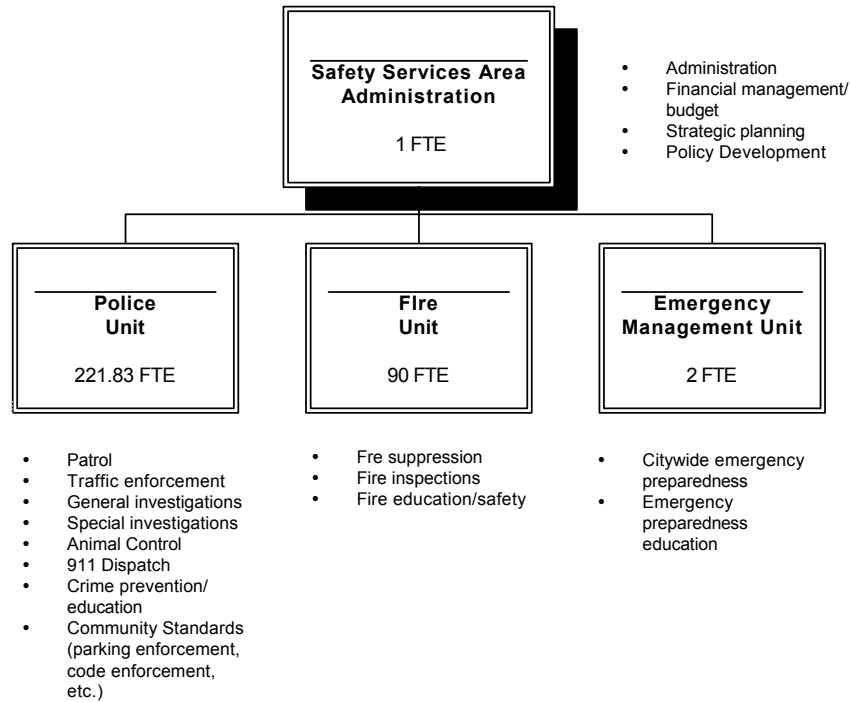 Safety Services Area
Administration
1 FTE
• Administration
• Financial management/
budget
• Strategic planning
• Policy Development
Police
Unit
221.83 FTE
FIre
Unit
90 FTE
Emergency
Management Unit
2 FTE
• Patrol
• Traffic enforcement
• General investigations
• Special investigations
• Animal Control
• 911 Dispatch
• Crime prevention/
education
• Community Standards
(parking enforcement,
code enforcement,
etc.)
• Fre suppression
• Fire inspections
• Fire education/safety
• Citywide emergency
preparedness
• Emergency
preparedness
education